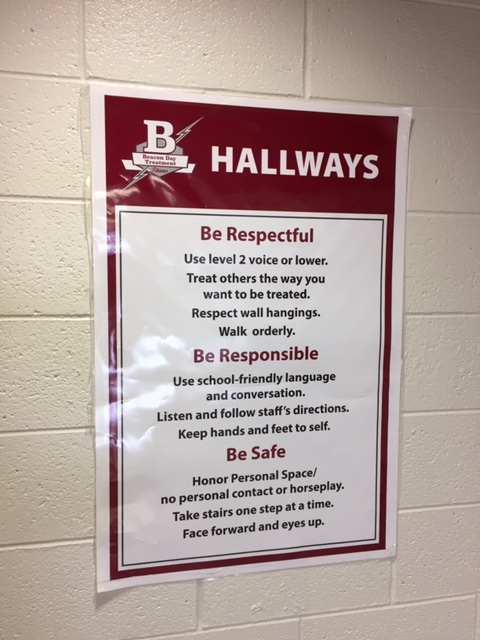 B
Beacon Day
Treatment
Titans
HALLWAYS
Be Respectful
Use level 2 voice or lower.
Treat others the way you
want to be treated.
Respect wall hangings.
Walk orderly.
Be Responsible
Use school-friendly language
and conversation.
Listen and follow staff's directions.
Keep hands and feet to self.
Be Safe
Honor Personal Space/
no personal contact or horseplay.
Take stairs one step at a time.
Face forward and eyes up.